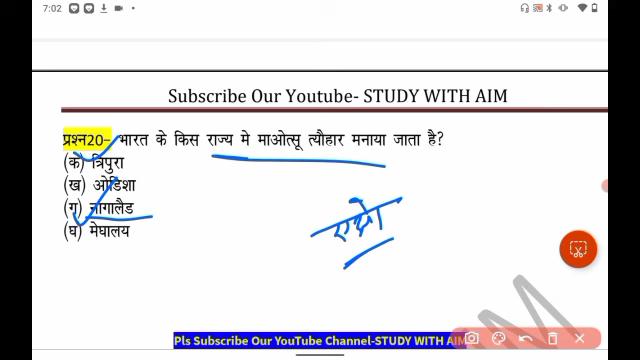 7:02
Subscribe Our Youtube- STUDY WITH AIM
प्रश्न20- भारत के किस राज्य मे माओत्सू त्यौहार मनाया जाता है?
(क) त्रिपुरा
(ख) ओडिशा
(ग) नागालैड
(घ) मेघालय
M
Pls Subscribe Our YouTube Channel-STUDY WITH AIM